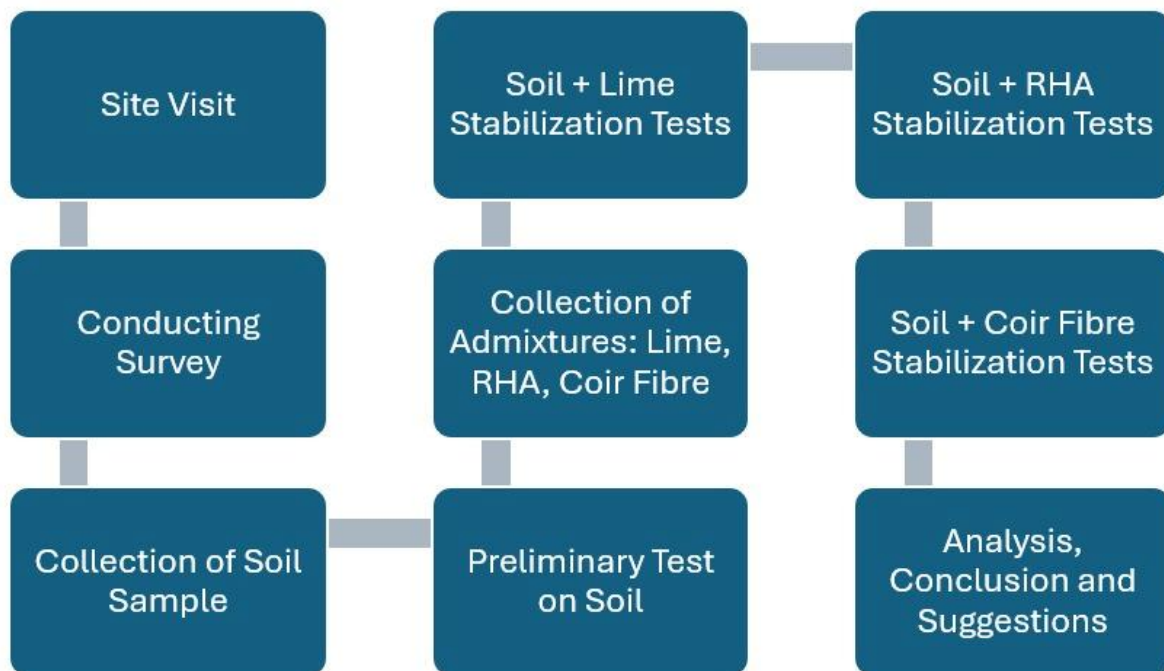 Site Visit
Conducting
Survey
Collection of Soil
Sample
Preliminary Test
on Soil
Collection of
Admixtures: Lime,
RHA, Coir Fibre
Soil + Lime
Stabilization Tests
Soil + RHA
Stabilization Tests
Soil + Coir Fibre
Stabilization Tests
Analysis,
Conclusion and
Suggestions